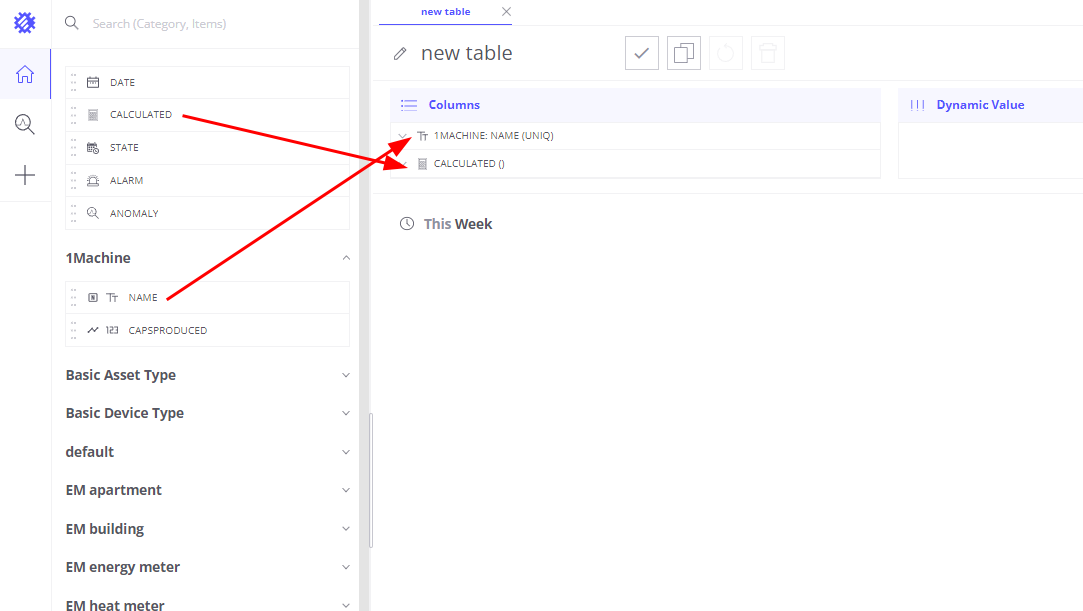 new table
Search (Category, Items)
new table
DATE
CALCULATED
STATE
ALARM
ANOMALY
1Machine
NAME
123 CAPSPRODUCED
Basic Asset Type
Basic Device Type
default
EM apartment
EM building
EM energy meter
EM heat meter
Columns
1MACHINE: NAME (UNIQ)
CALCULATED ()
Dynamic Value
This Week